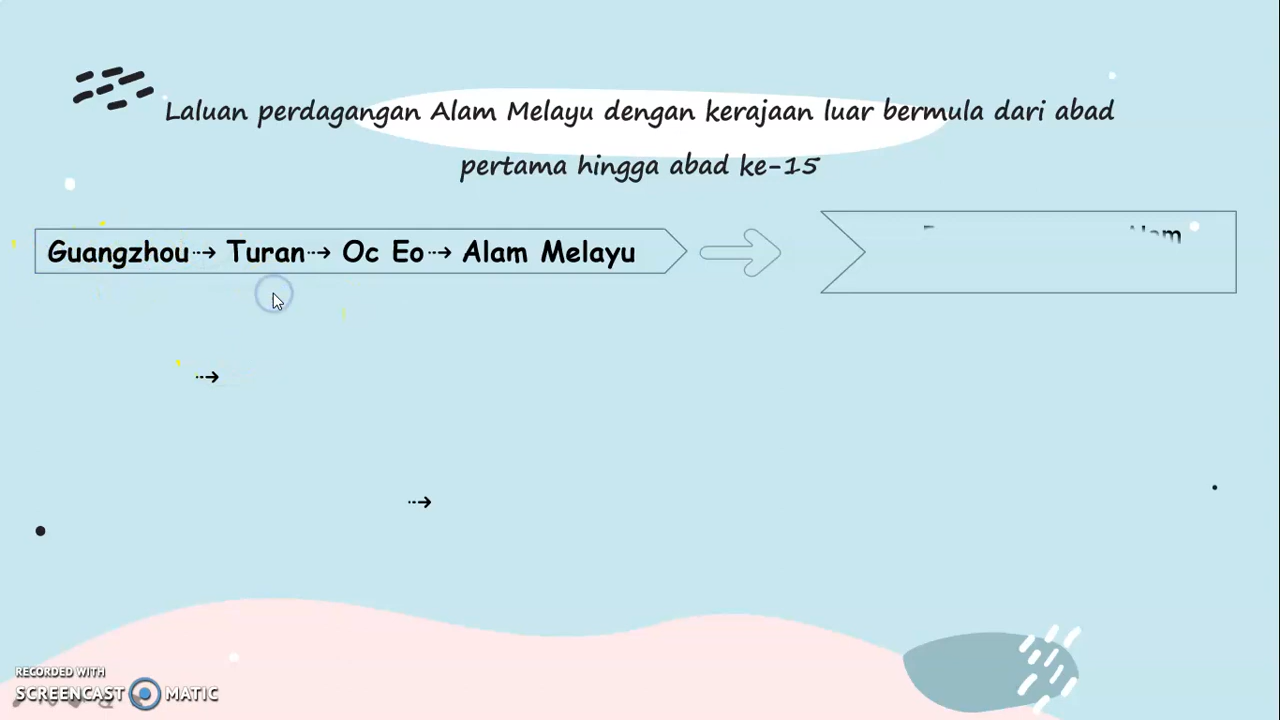 Laluan perdagangan Alam Melayu dengan kerajaan luar bermula dari abad
pertama hingga abad ke-15
Guangzhou⇢ Turan⇢ Oc Eo⇢ Alam Melayu
Alam
RECORDED WITH
SCREENCAST MATIC